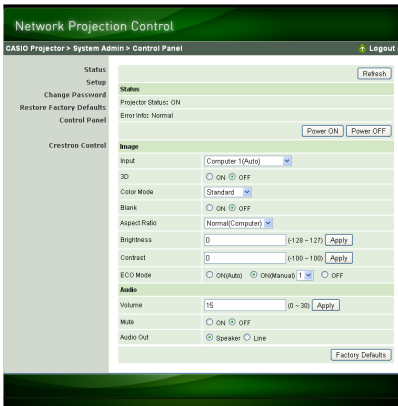 Network Projection Control
CASIO Projector > System Admin > Control Panel
Logout
Status
Setup
Change Password
Restore Factory Defaults
Control Panel
Crestron Control
Refresh
Status
Projector Status: ON
Error Info: Normal
Power ON Power OFF
Image
Input Computer 1(Auto)
3D ON OFF
Color Mode Standard
Blank ON OFF
Aspect Ratio Normal(Computer)
Brightness 0 (-128 ~ 127) Apply
Contrast 0 (-100 ~ 100) Apply
ECO Mode ON(Auto) ON(Manual) 1 OFF
Audio
Volume 15 (0 ~ 30) Apply
Mute ON OFF
Audio Out Speaker Line
Factory Defaults